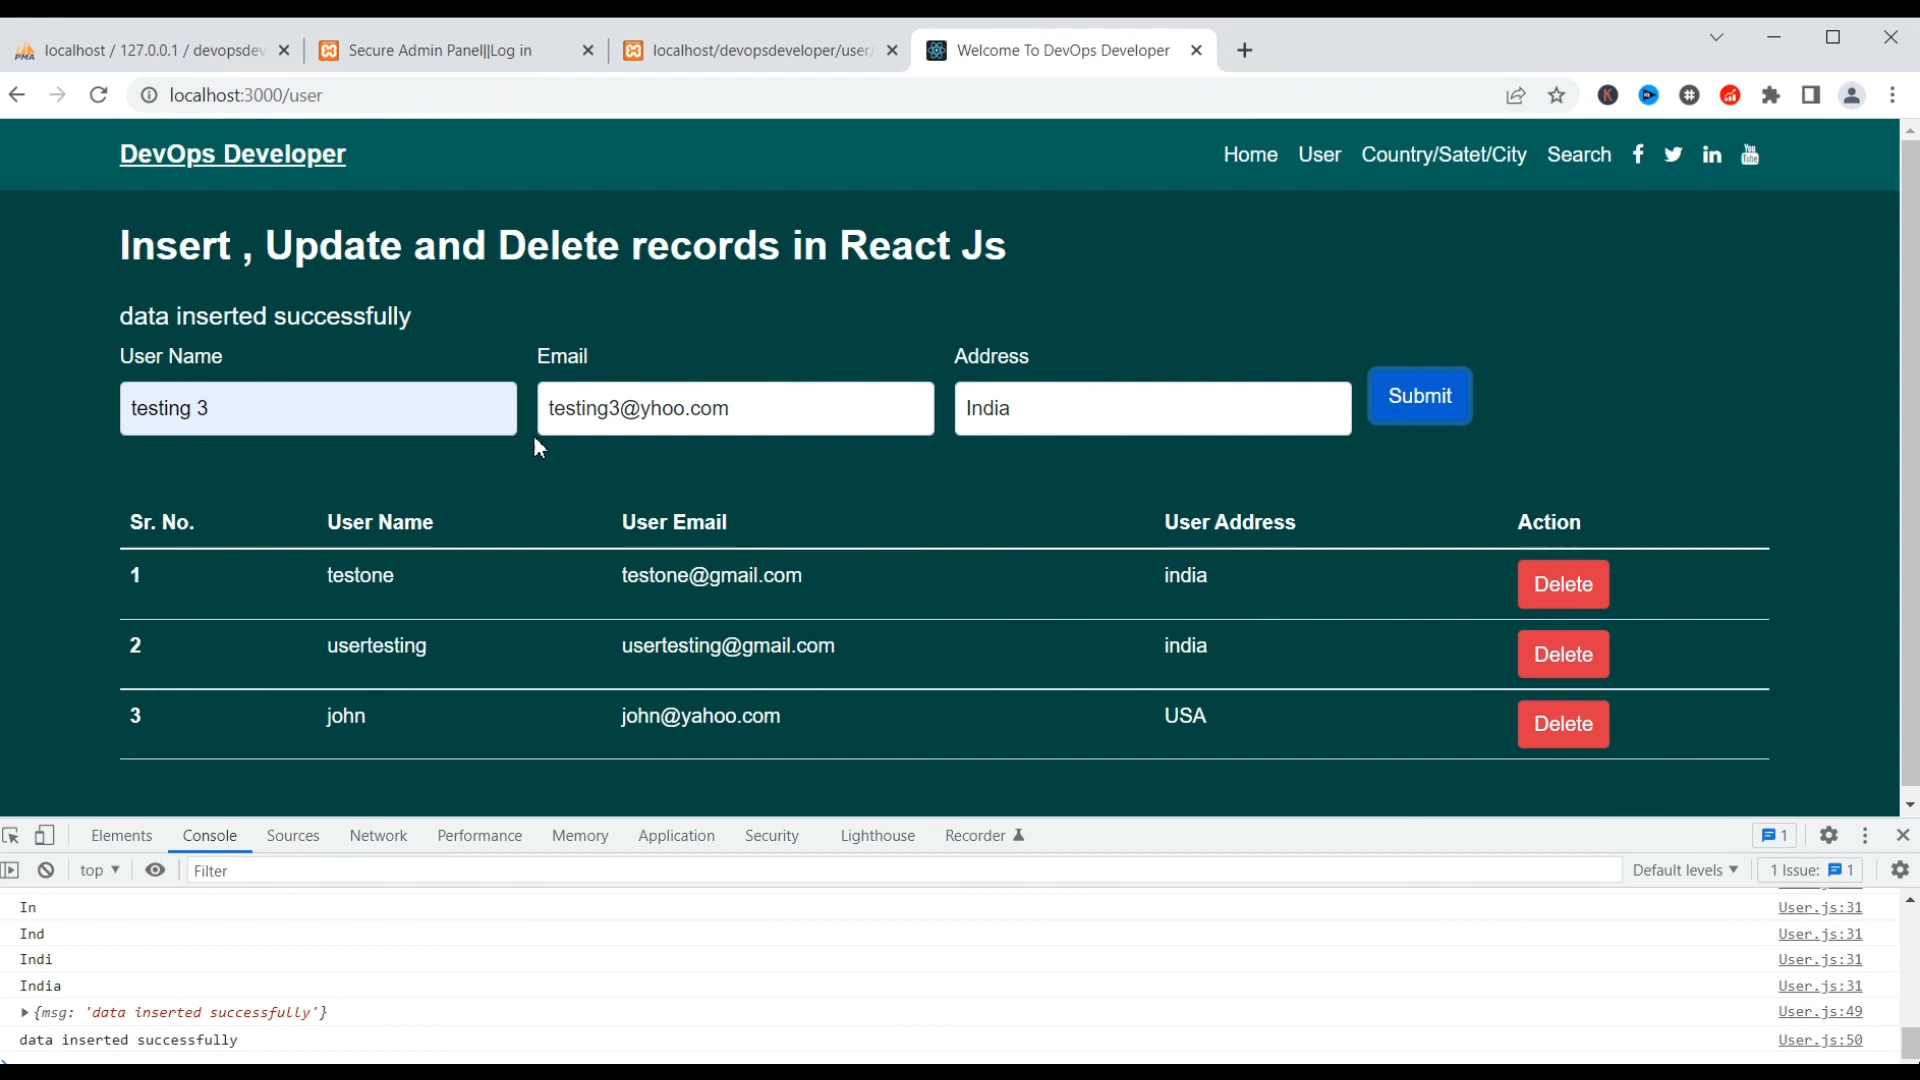 localhost / 127.0.0.1 / devopsdev
Secure Admin Panel||Log in
localhost/devopsdeveloper/user/
Welcome To DevOps Developer
localhost:3000/user
DevOps Developer
Home User Country/Satet/City Search
You
Tube
Insert , Update and Delete records in React Js
data inserted successfully
User Name Email Address
testing 3 testing3@yhoo.com India Submit
Sr. No. User Name User Email User Address Action
1 testone testone@gmail.com india Delete
2 usertesting usertesting@gmail.com india Delete
3 john john@yahoo.com USA Delete
Elements Console Sources Network Performance Memory Application Security Lighthouse Recorder 1
top Filter Default levels 1 Issue: 1
In User.js:31
Ind User.js:31
Indi User.js:31
India User.js:31
{msg: 'data inserted successfully'} User.js:49
data inserted successfully User.js:50